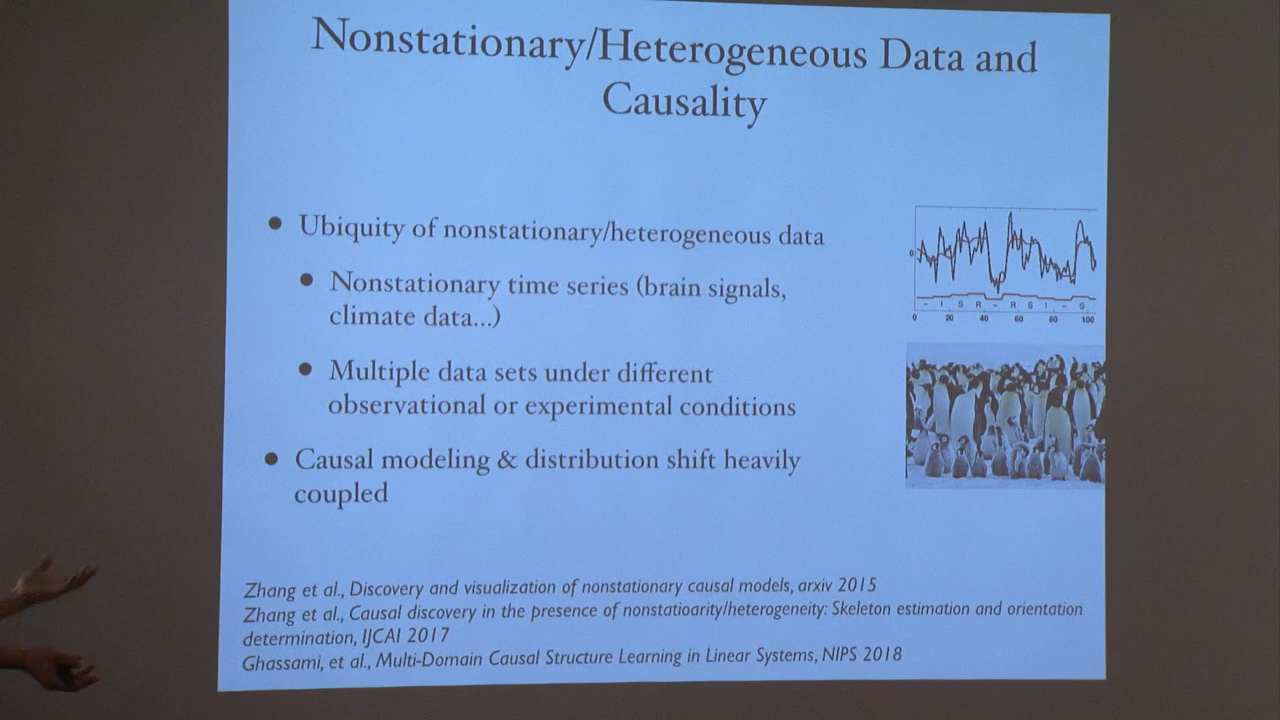 Nonstationary/Heterogeneous Data and
Causality
• Ubiquity of nonstationary/heterogeneous data
• Nonstationary time series (brain signals,
climate data...)
• Multiple data sets under different
observational or experimental conditions
• Causal modeling & distribution shift heavily
coupled
0
- I S R - R S I - S
0 20 40 60 80 100
Zhang et al., Discovery and visualization of nonstationary causal models, arxiv 2015
Zhang et al., Causal discovery in the presence of nonstatioarity/heterogeneity: Skeleton estimation and orientation
determination, IJCAI 2017
Ghassami, et al., Multi-Domain Causal Structure Learning in Linear Systems, NIPS 2018